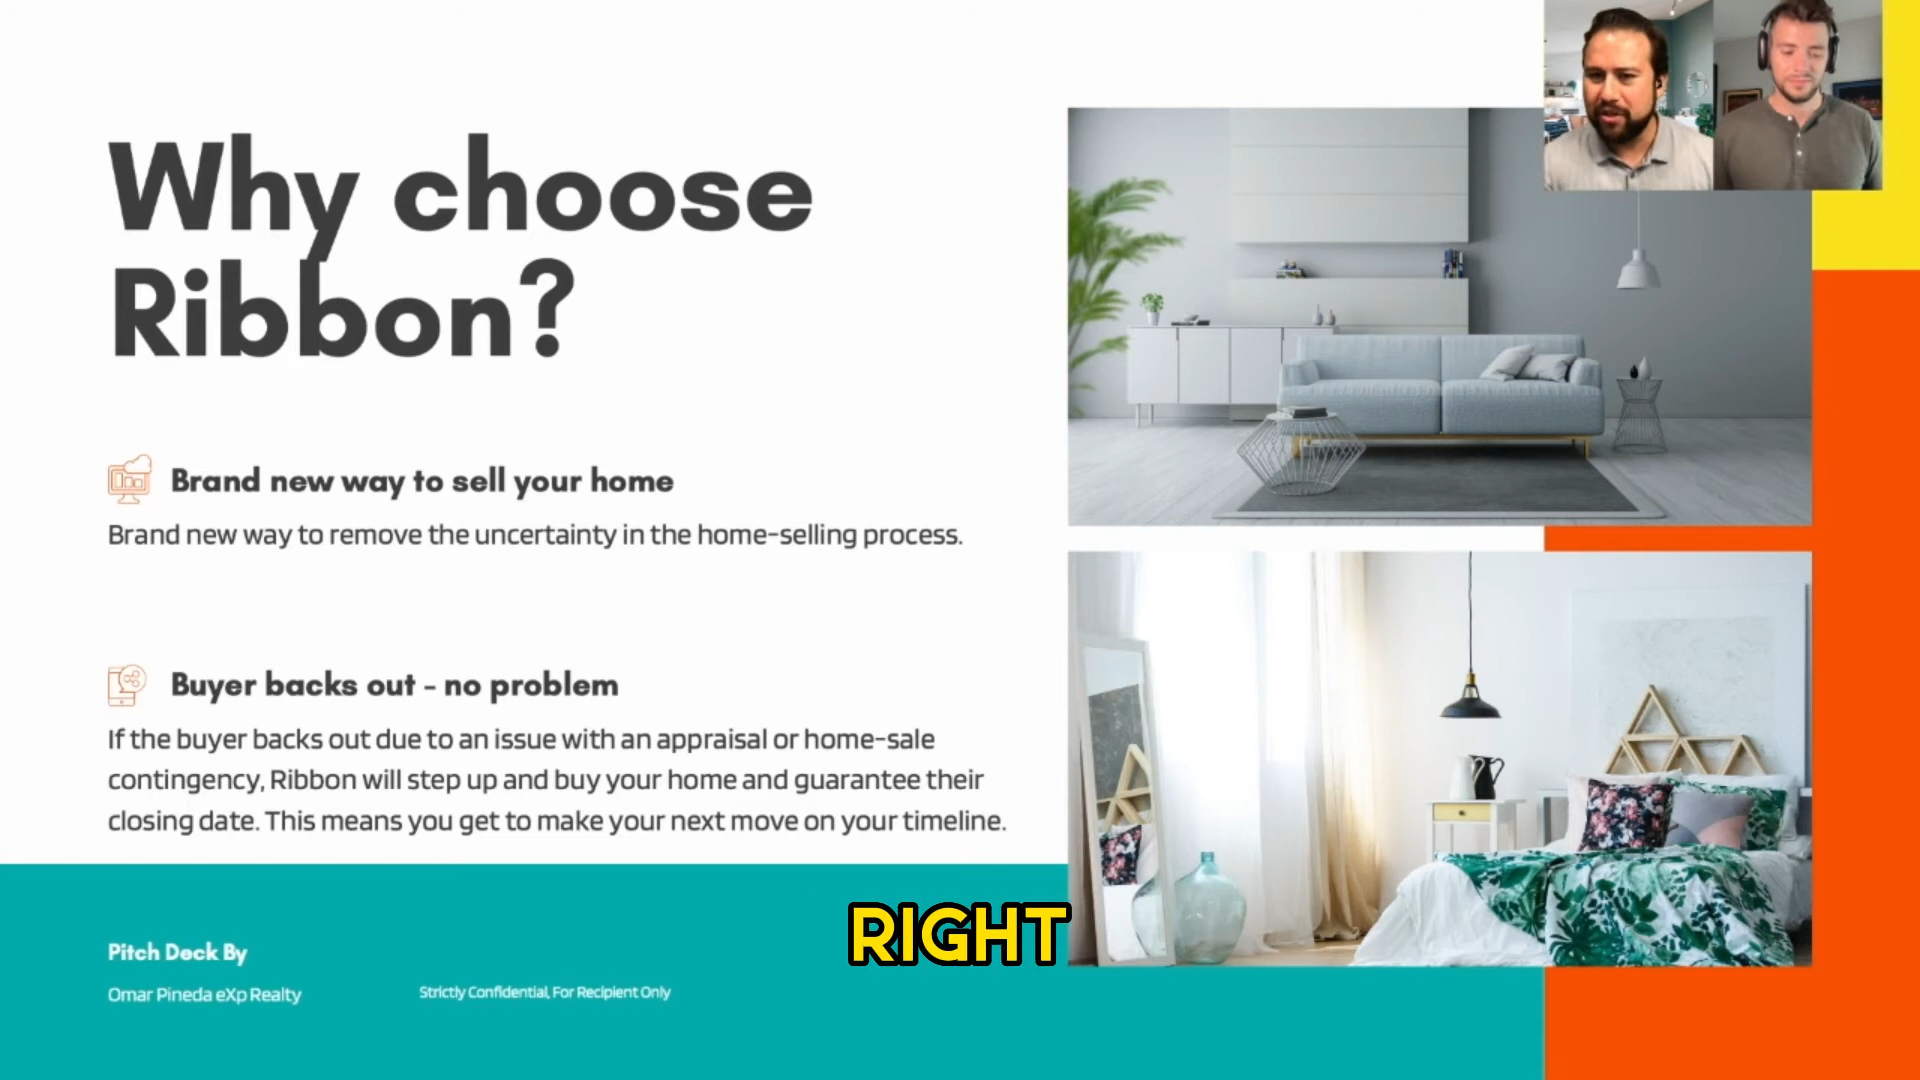 Why choose
Ribbon?
Brand new way to sell your home
Brand new way to remove the uncertainty in the home-selling process.
Buyer backs out - no problem
If the buyer backs out due to an issue with an appraisal or home-sale
contingency, Ribbon will step up and buy your home and guarantee their
closing date. This means you get to make your next move on your timeline.
RIGHT
Pitch Deck By
Omar Pineda eXp Realty
Strictly Confidential, For Recipient Only